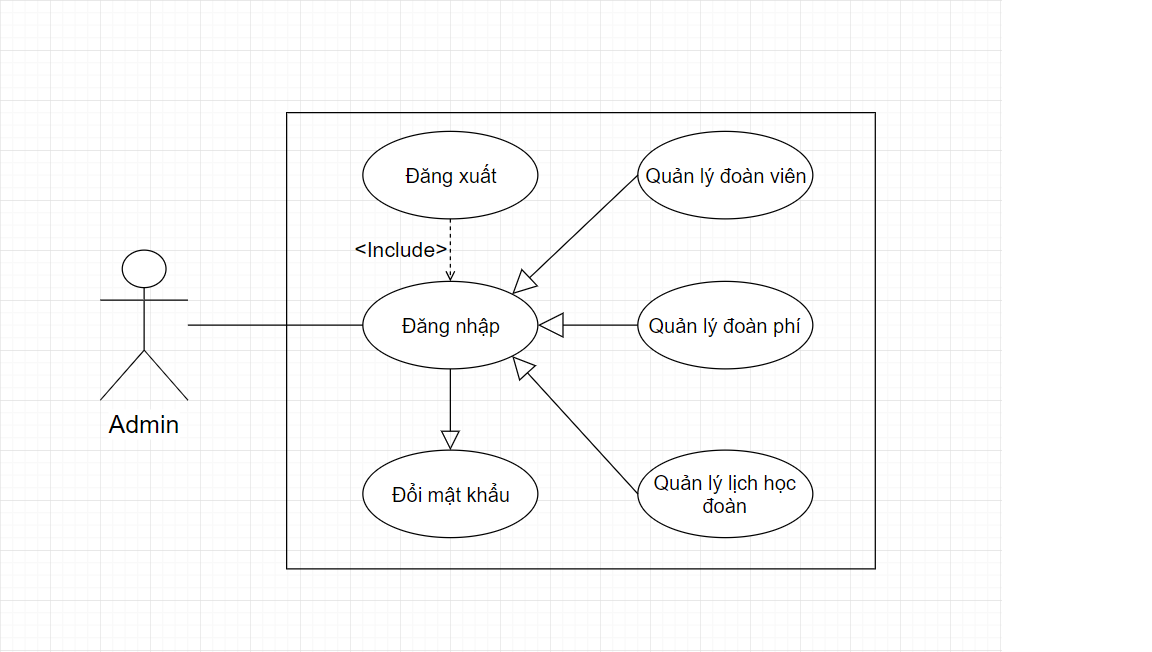 Đăng xuất
Quản lý đoàn viên
<Include>
Đăng nhập
Quản lý đoàn phí
Admin
Đổi mật khẩu
Quản lý lịch học
đoàn